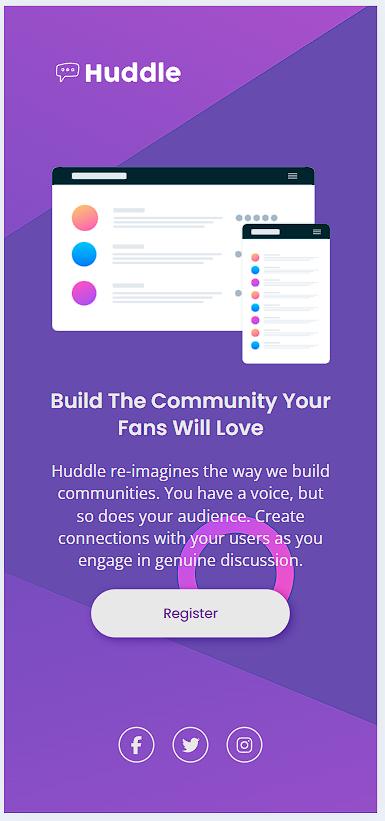 Huddle
Build The Community Your
Fans Will Love
Huddle re-imagines the way we build
communities. You have a voice, but
so does your audience. Create
connections with your users as you
engage in genuine discussion.
Register